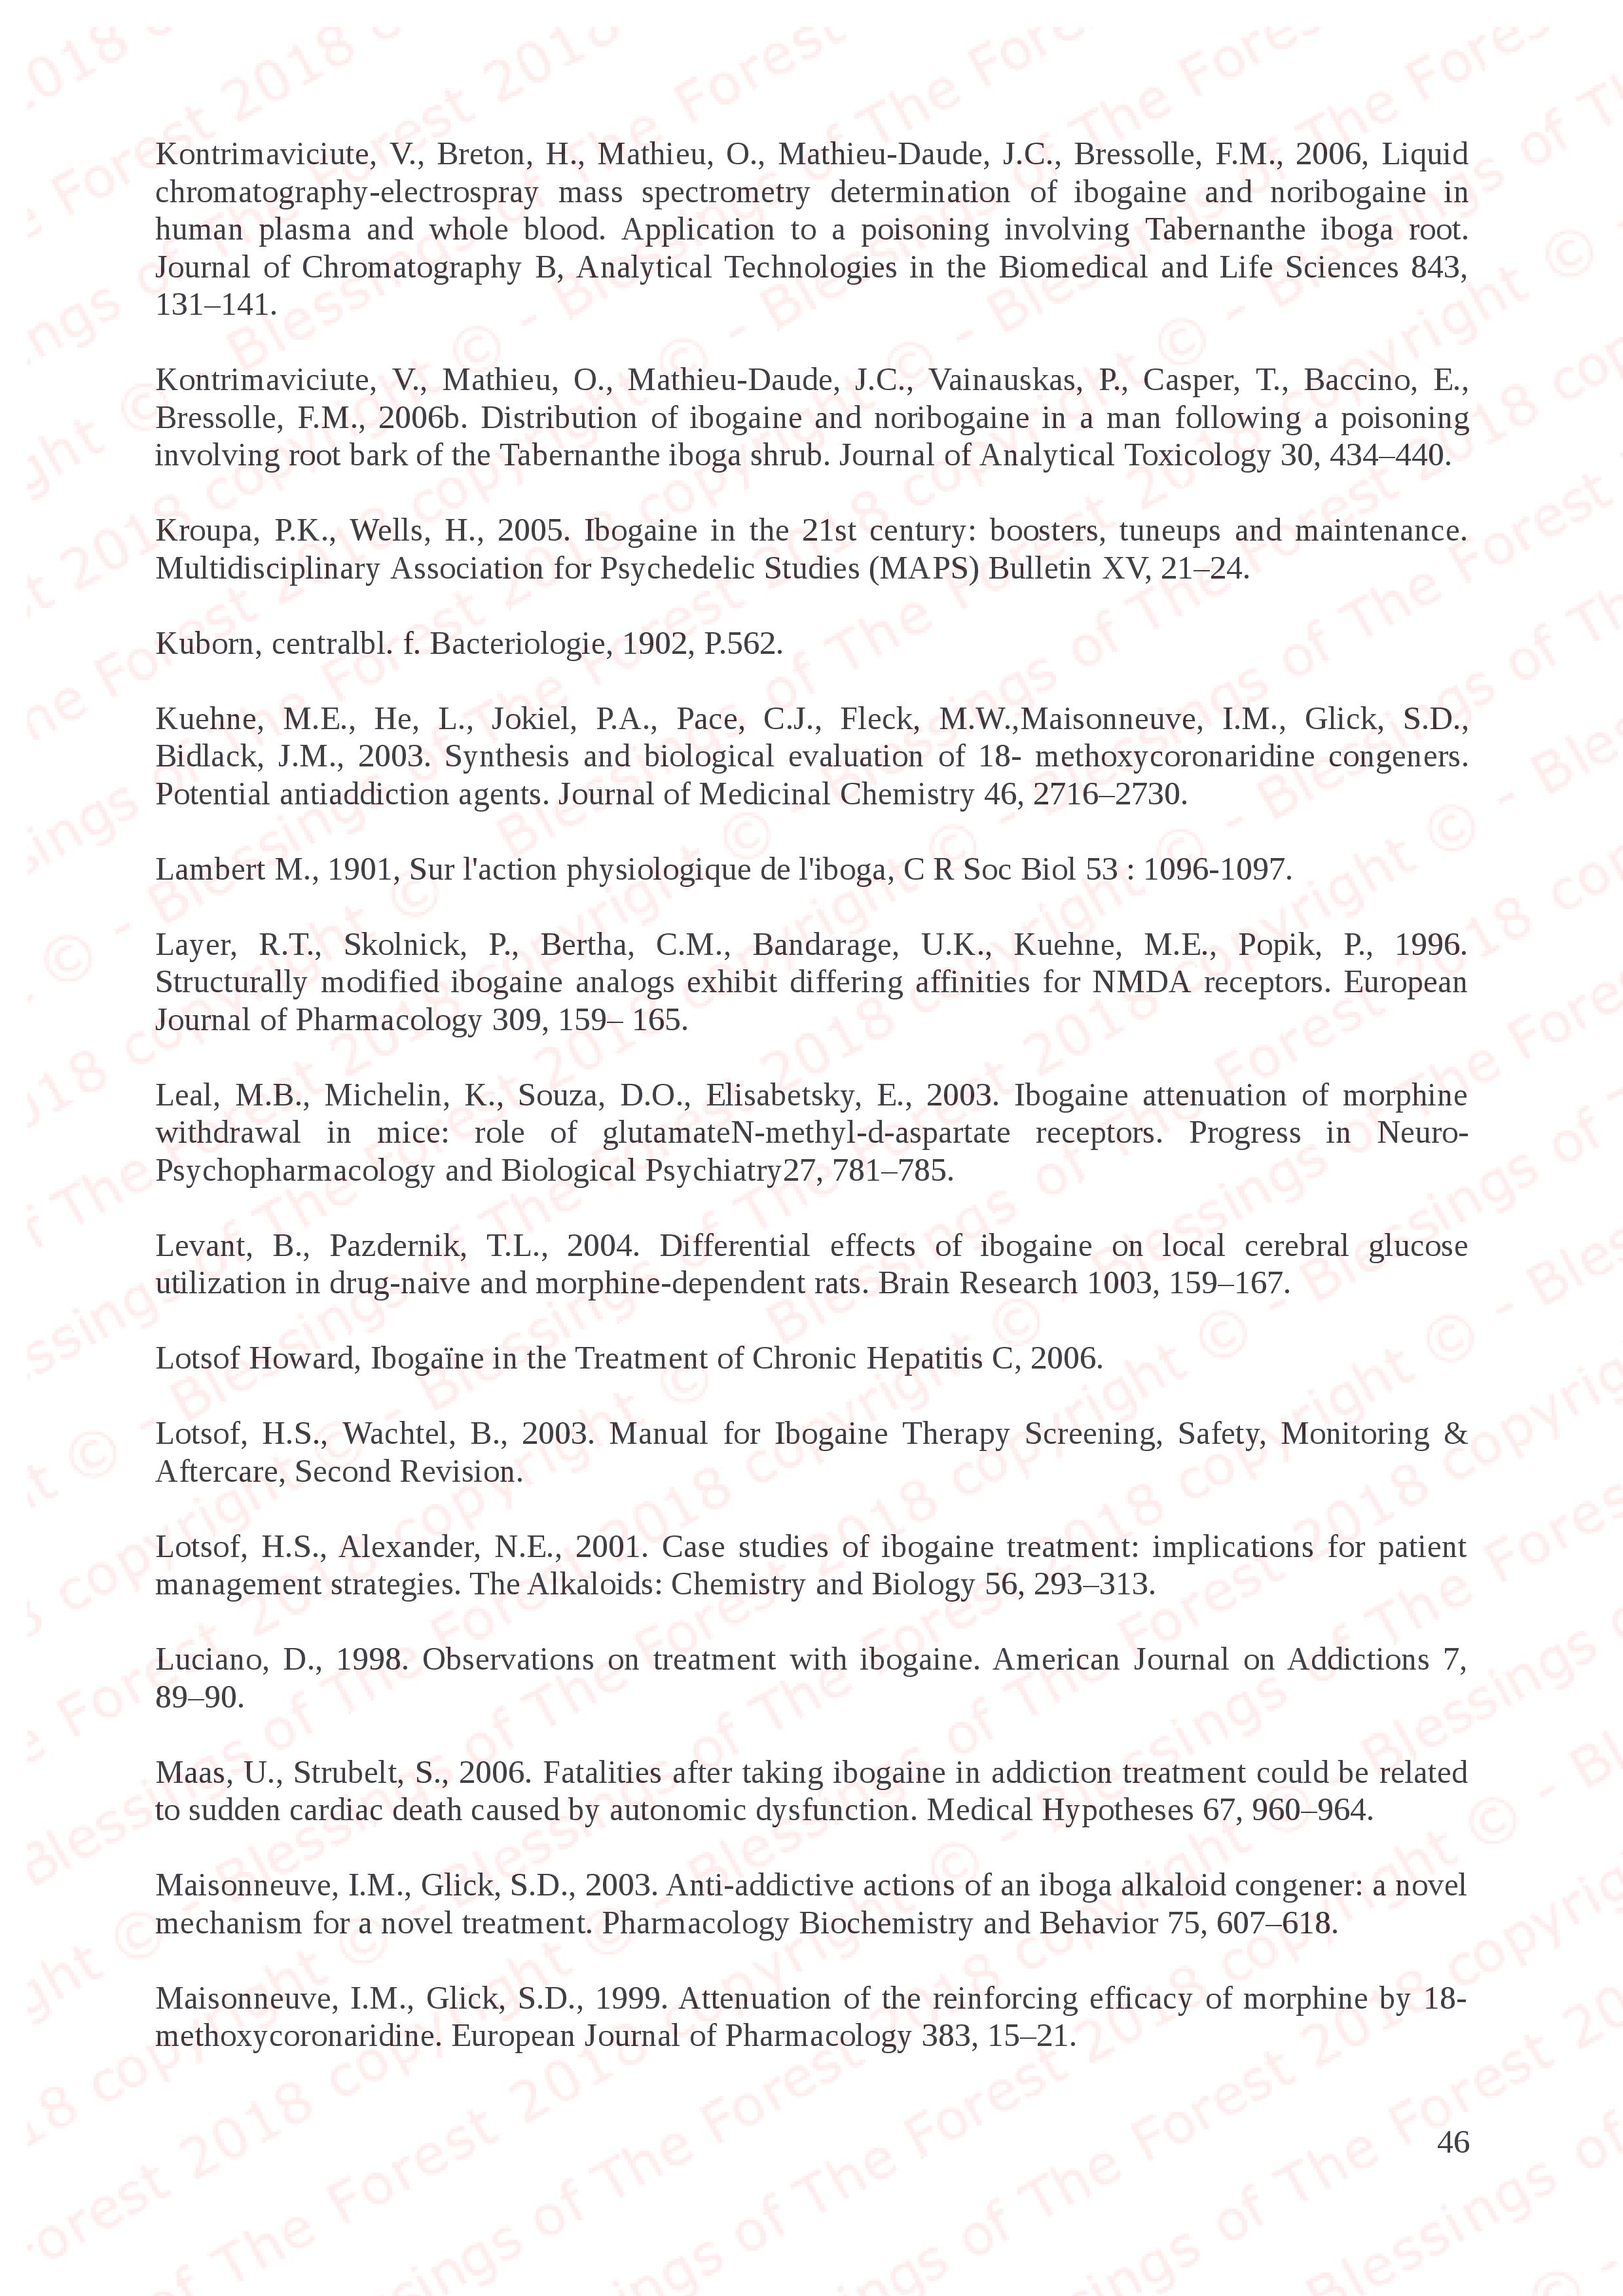 Kontrimaviciute, V., Breton, H., Mathieu, O., Mathieu-Daude, J.C., Bressolle, F.M., 2006, Liquid
chromatography-electrospray mass spectrometry determination of ibogaine and noribogaine in
human plasma and whole blood. Application to a poisoning involving Tabernanthe iboga root.
Journal of Chromatography B, Analytical Technologies in the Biomedical and Life Sciences 843,
131–141.
Kontrimaviciute, V., Mathieu, O., Mathieu-Daude, J.C., Vainauskas, P., Casper, T., Baccino, E.,
Bressolle, F.M., 2006b. Distribution of ibogaine and noribogaine in a man following a poisoning
involving root bark of the Tabernanthe iboga shrub. Journal of Analytical Toxicology 30, 434–440.
Kroupa, P.K., Wells, H., 2005. Ibogaine in the 21st century: boosters, tuneups and maintenance.
Multidisciplinary Association for Psychedelic Studies (MAPS) Bulletin XV, 21–24.
Kuborn, centralbl. f. Bacteriologie, 1902, P.562.
Kuehne, M.E., He, L., Jokiel, P.A., Pace, C.J., Fleck, M.W.,Maisonneuve, I.M., Glick, S.D.,
Bidlack, J.M., 2003. Synthesis and biological evaluation of 18- methoxycoronaridine congeners.
Potential antiaddiction agents. Journal of Medicinal Chemistry 46, 2716–2730.
Lambert M., 1901, Sur l'action physiologique de l'iboga, C R Soc Biol 53 : 1096-1097.
Layer, R.T., Skolnick, P., Bertha, C.M., Bandarage, U.K., Kuehne, M.E., Popik, P., 1996.
Structurally modified ibogaine analogs exhibit differing affinities for NMDA receptors. European
Journal of Pharmacology 309, 159– 165.
Leal, M.B., Michelin, K., Souza, D.O., Elisabetsky, E., 2003. Ibogaine attenuation of morphine
withdrawal in mice: role of glutamateN-methyl-d-aspartate receptors. Progress in Neuro-
Psychopharmacology and Biological Psychiatry27, 781–785.
Levant, B., Pazdernik, T.L., 2004. Differential effects of ibogaine on local cerebral glucose
utilization in drug-naive and morphine-dependent rats. Brain Research 1003, 159–167.
Lotsof Howard, Ibogaïne in the Treatment of Chronic Hepatitis C, 2006.
Lotsof, H.S., Wachtel, B., 2003. Manual for Ibogaine Therapy Screening, Safety, Monitoring &
Aftercare, Second Revision.
Lotsof, H.S., Alexander, N.E., 2001. Case studies of ibogaine treatment: implications for patient
management strategies. The Alkaloids: Chemistry and Biology 56, 293–313.
Luciano, D., 1998. Observations on treatment with ibogaine. American Journal on Addictions 7,
89–90.
Maas, U., Strubelt, S., 2006. Fatalities after taking ibogaine in addiction treatment could be related
to sudden cardiac death caused by autonomic dysfunction. Medical Hypotheses 67, 960–964.
Maisonneuve, I.M., Glick, S.D., 2003. Anti-addictive actions of an iboga alkaloid congener: a novel
mechanism for a novel treatment. Pharmacology Biochemistry and Behavior 75, 607–618.
Maisonneuve, I.M., Glick, S.D., 1999. Attenuation of the reinforcing efficacy of morphine by 18-
methoxycoronaridine. European Journal of Pharmacology 383, 15–21.
46